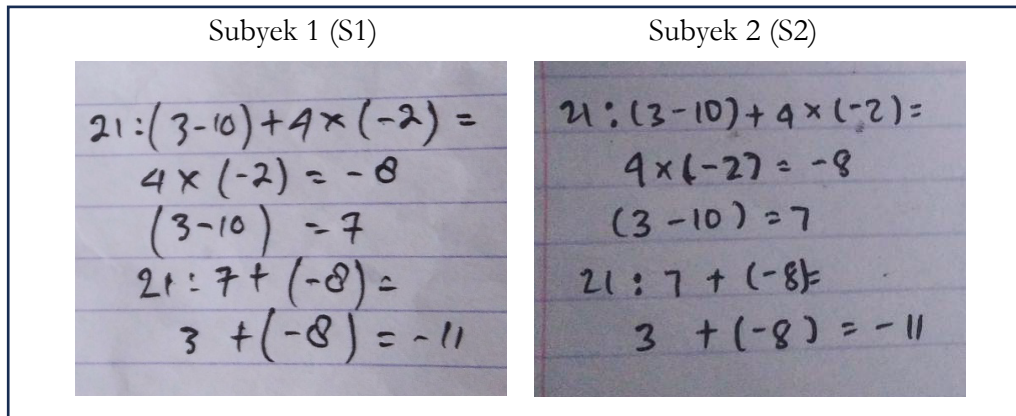 Subyek 1 (S1)
21:(3-10)+4×(-2) =
4×(-2) = -8
(3-10) = 7
21:7+(-8)=
3 +(-8) = -11
Subyek 2 (S2)
21:(3-10)+4×(-2)=
4×(-2) = -8
(3-10) = 7
21:7 + (-8)=
3 +(-8) = -11